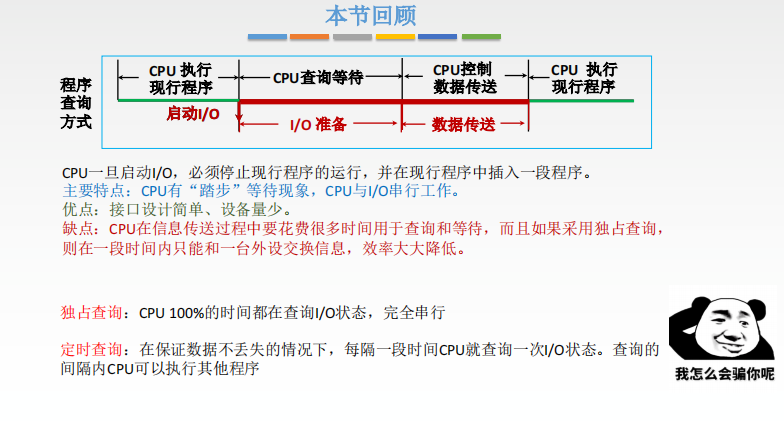 本节回顾
程序
查询
方式
CPU 执行
现行程序
CPU查询等待
CPU控制
数据传送
CPU 执行
现行程序
启动I/O
I/O 准备
数据传送
CPU一旦启动I/O，必须停止现行程序的运行，并在现行程序中插入一段程序。
主要特点：CPU有“踏步”等待现象，CPU与I/O串行工作。
优点：接口设计简单、设备量少。
缺点：CPU在信息传送过程中要花费很多时间用于查询和等待，而且如果采用独占查询，
则在一段时间内只能和一台外设交换信息，效率大大降低。
独占查询：CPU 100%的时间都在查询I/O状态，完全串行
定时查询：在保证数据不丢失的情况下，每隔一段时间CPU就查询一次I/O状态。查询的
间隔内CPU可以执行其他程序
我怎么会骗你呢